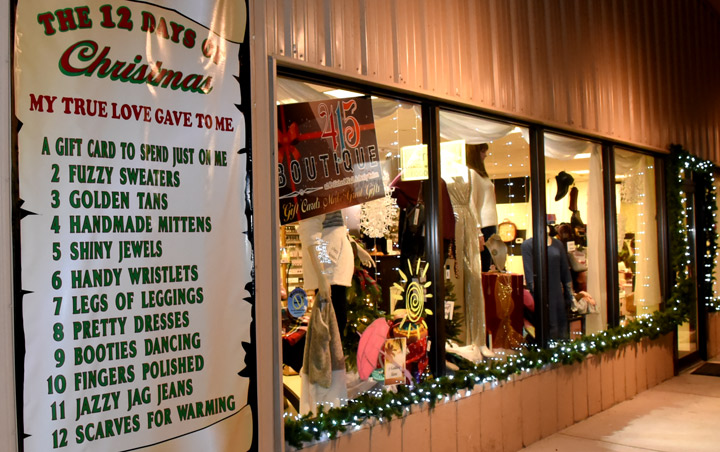 THE 12 DAYS OF
Christmas
MY TRUE LOVE GAVE TO ME
A GIFT CARD TO SPEND JUST ON ME
2 FUZZY SWEATERS
3 GOLDEN TANS
4 HANDMADE MITTENS
5 SHINY JEWELS
6 HANDY WRISTLETS
7 LEGS OF LEGGINGS
8 PRETTY DRESSES
9 BOOTIES DANCING
10 FINGERS POLISHED
11 JAZZY JAG JEANS
12 SCARVES FOR WARMING
415
BOUTIQUE
Gift Cards Make Grand Gifts